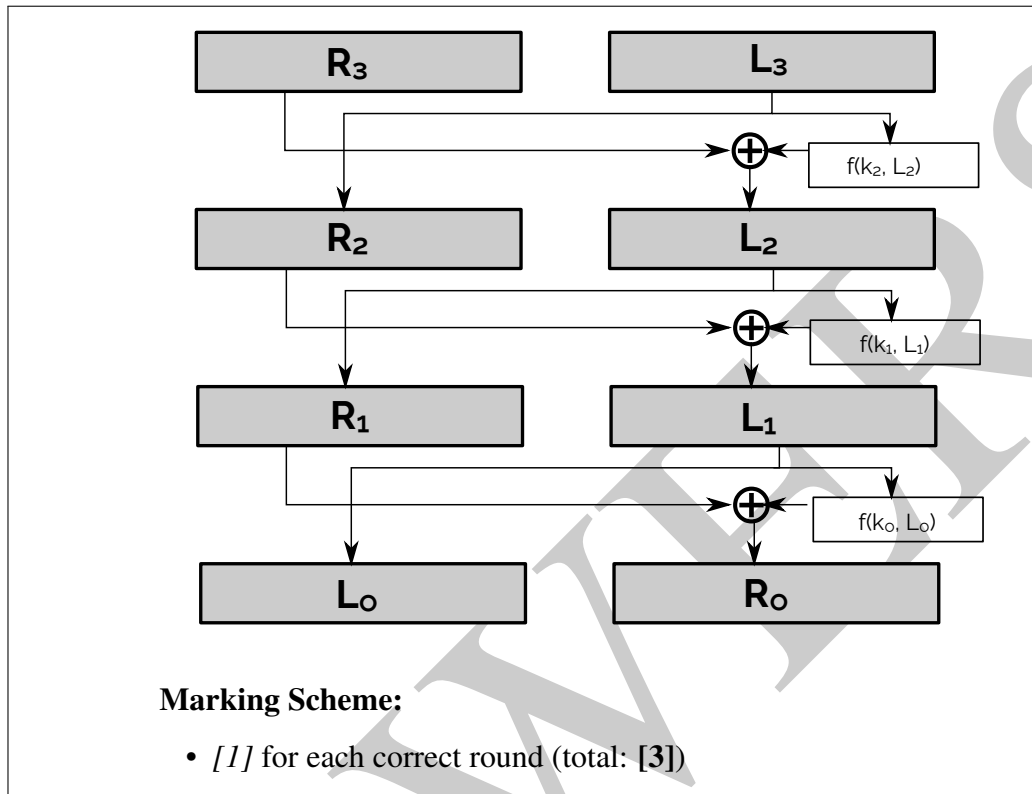 R₃ L₃
f(k₂, L₂)
R₂ L₂
f(k₁, L₁)
R₁ L₁
f(k₀, L₀)
L₀ R₀
Marking Scheme:
• [1] for each correct round (total: [3])
WERS